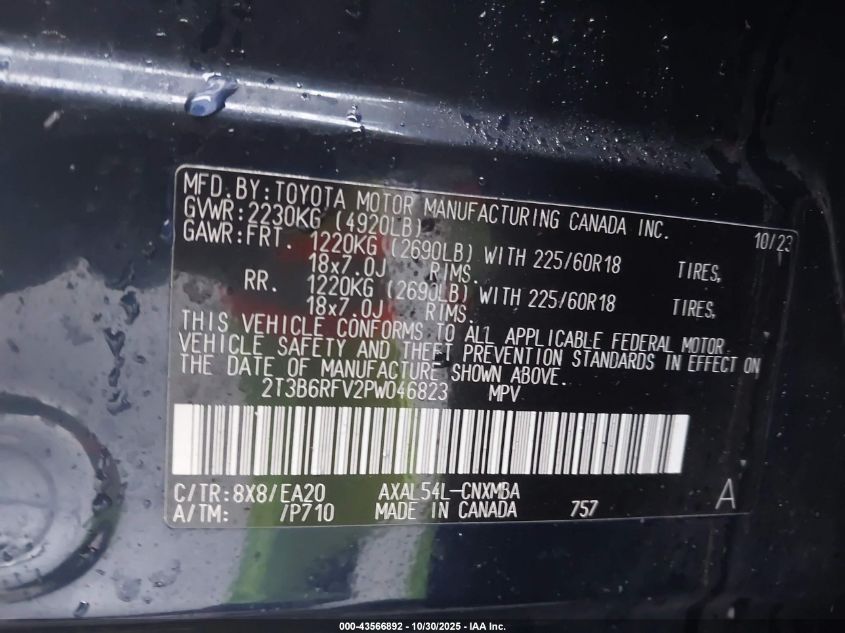 MFD.BY:TOYOTA MOTOR MANUFACTURING CANADA INC. 10/23
GVWR:2230KG (4920LB)
GAWR:FRT. 1220KG (2690LB) WITH 225/60R18 TIRES,
18x7.0J RIMS.
RR. 1220KG (2690LB) WITH 225/60R18 TIRES,
18x7.0J RIMS.
THIS VEHICLE CONFORMS TO ALL APPLICABLE FEDERAL MOTOR
VEHICLE SAFETY AND THEFT PREVENTION STANDARDS IN EFFECT ON
THE DATE OF MANUFACTURE SHOWN ABOVE.
2T3B6RFV2PW046823 MPV
C/TR:8X8/EA20 AXAL54L-CNXMBA A
A/TM: /P710 MADE IN CANADA 757
000-43566892 - 10/30/2025 - IAA Inc.